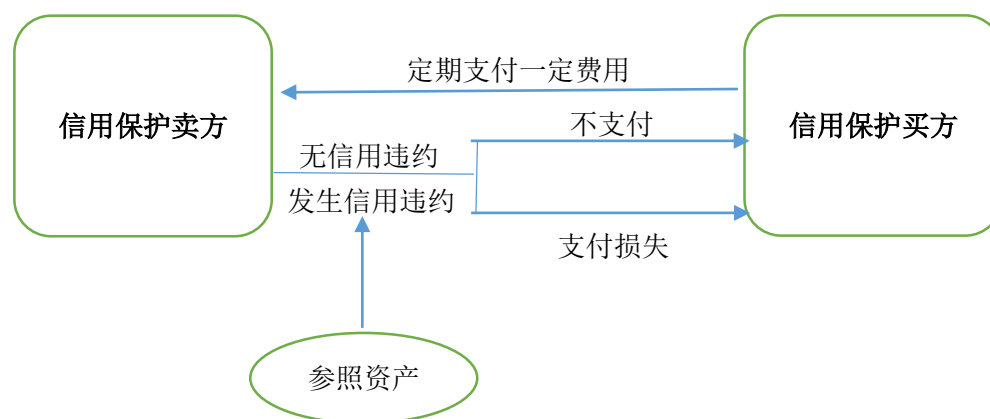 定期支付一定费用
信用保护卖方
不支付
信用保护买方
无信用违约
发生信用违约
支付损失
参照资产